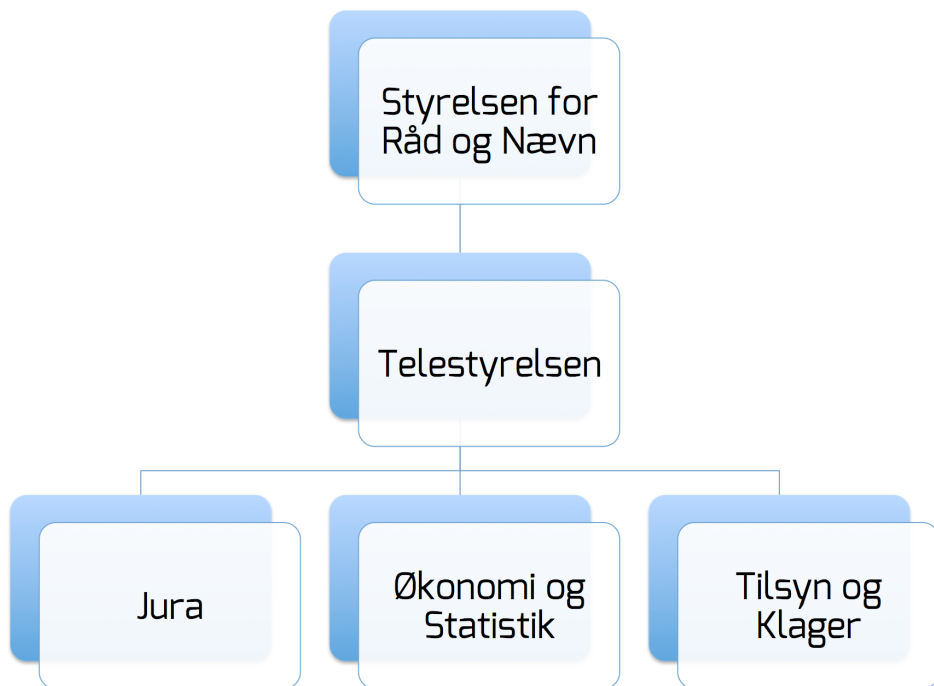 Styrelsen for
Råd og Nævn
Telestyrelsen
Jura
Økonomi og
Statistik
Tilsyn og
Klager